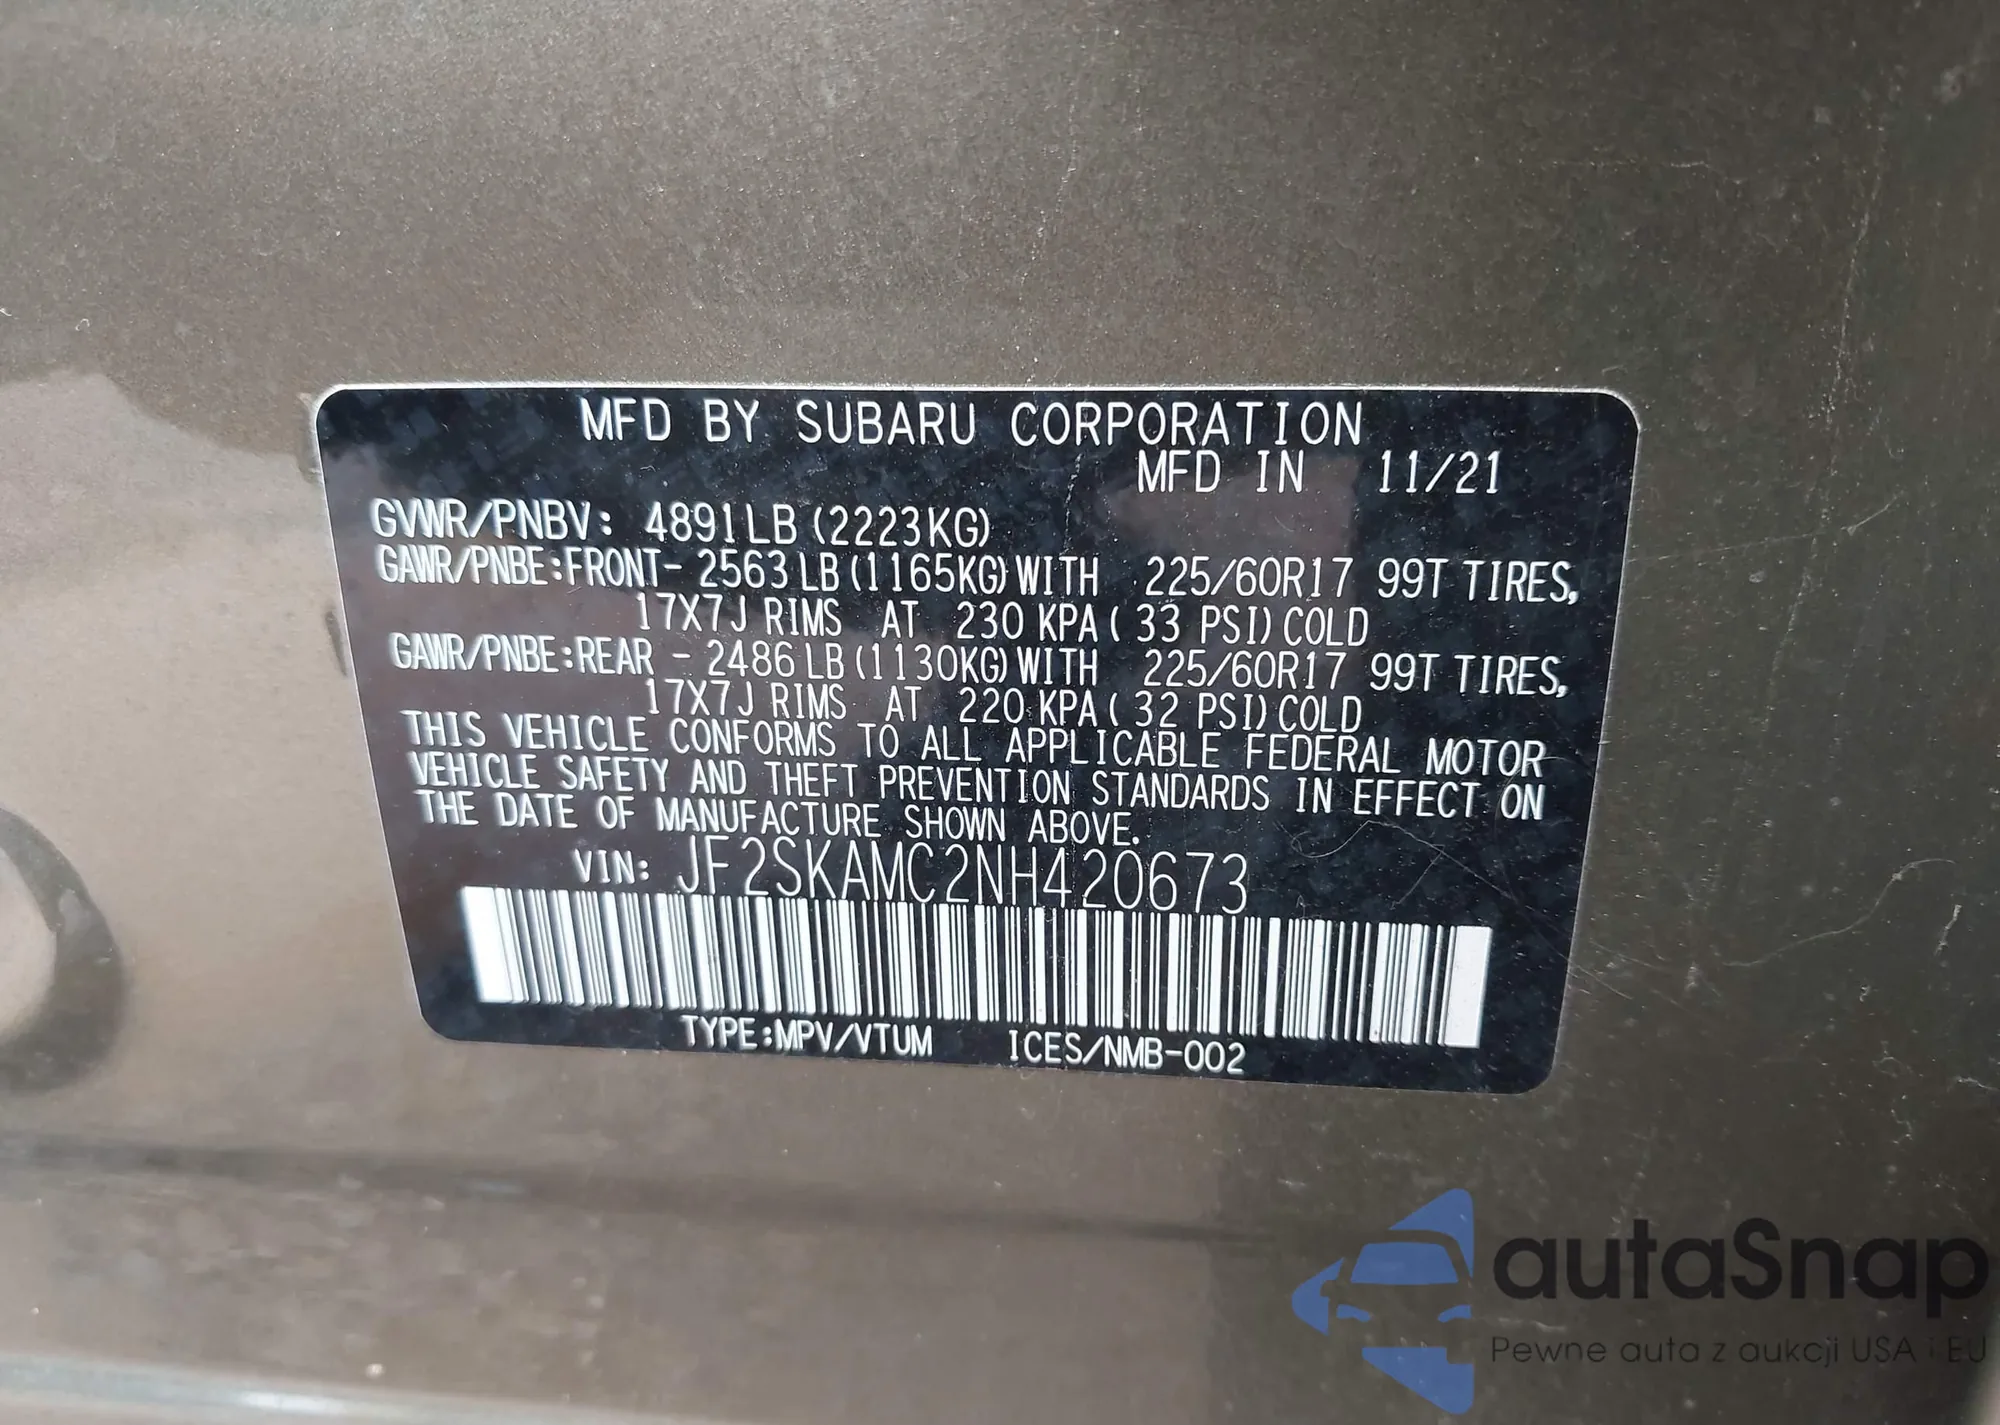 MFD BY SUBARU CORPORATION
MFD IN 11/21
GVWR/PNBV: 4891LB (2223KG)
GAWR/PNBE:FRONT- 2563LB(1165KG)WITH 225/60R17 99T TIRES,
17X7J RIMS AT 230 KPA( 33 PSI)COLD
GAWR/PNBE:REAR - 2486LB(1130KG)WITH 225/60R17 99T TIRES,
17X7J RIMS AT 220 KPA( 32 PSI)COLD
THIS VEHICLE CONFORMS TO ALL APPLICABLE FEDERAL MOTOR
VEHICLE SAFETY AND THEFT PREVENTION STANDARDS IN EFFECT ON
THE DATE OF MANUFACTURE SHOWN ABOVE.
VIN: JF2SKAMC2NH420673
TYPE:MPV/VTUM ICES/NMB-002
autaSnap
Pewne auta z aukcji USA i EU